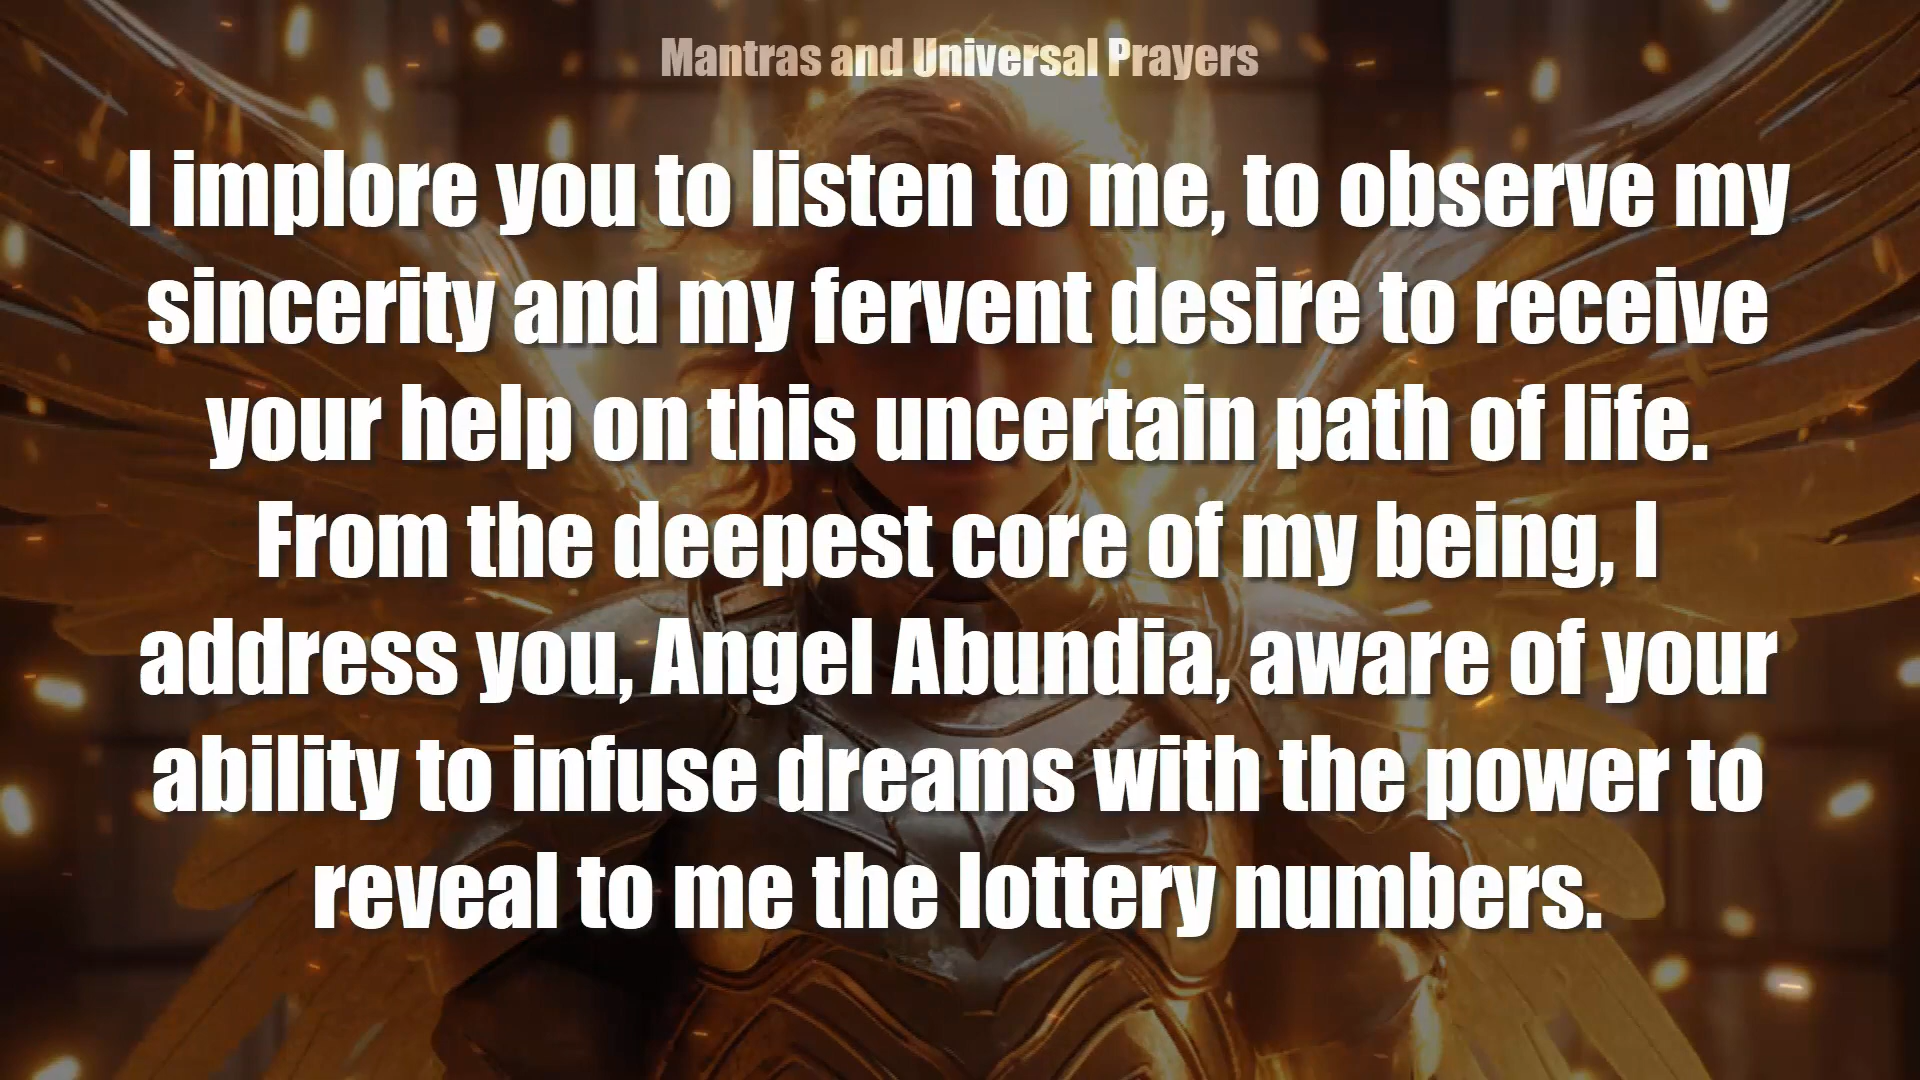 Mantras and Universal Prayers
I implore you to listen to me, to observe my
sincerity and my fervent desire to receive
your help on this uncertain path of life.
From the deepest core of my being, I
address you, Angel Abundia, aware of your
ability to infuse dreams with the power to
reveal to me the lottery numbers.